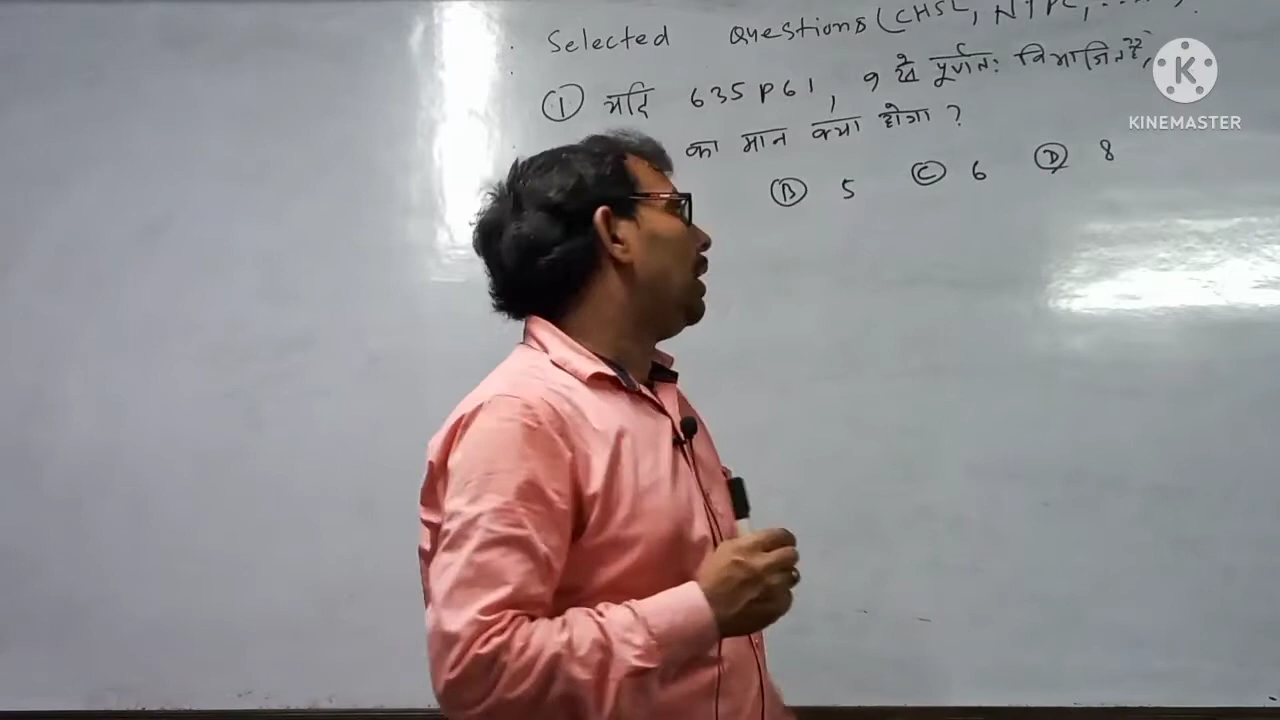 Selected Questions (CHSL, NTPC, ....).
① यदि 635P61, 9 से पूर्णतः विभाजित है,
का मान क्या होगा ?
Ⓑ 5 Ⓒ 6 Ⓓ 8
KINEMASTER